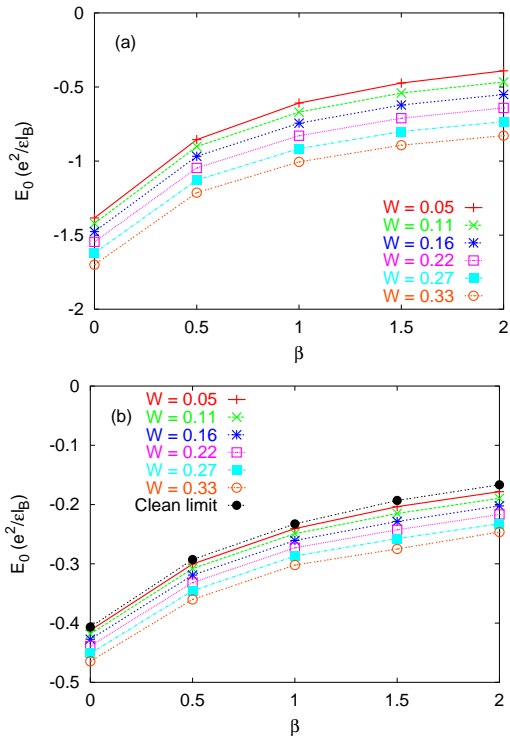 (a)
0
-0.5
-1
-1.5
-2
E₀ (e²/εl_B)
W = 0.05
W = 0.11
W = 0.16
W = 0.22
W = 0.27
W = 0.33
0 0.5 1 1.5 2
β
(b)
0
-0.1
-0.2
-0.3
-0.4
-0.5
E₀ (e²/εl_B)
W = 0.05
W = 0.11
W = 0.16
W = 0.22
W = 0.27
W = 0.33
Clean limit
0 0.5 1 1.5 2
β